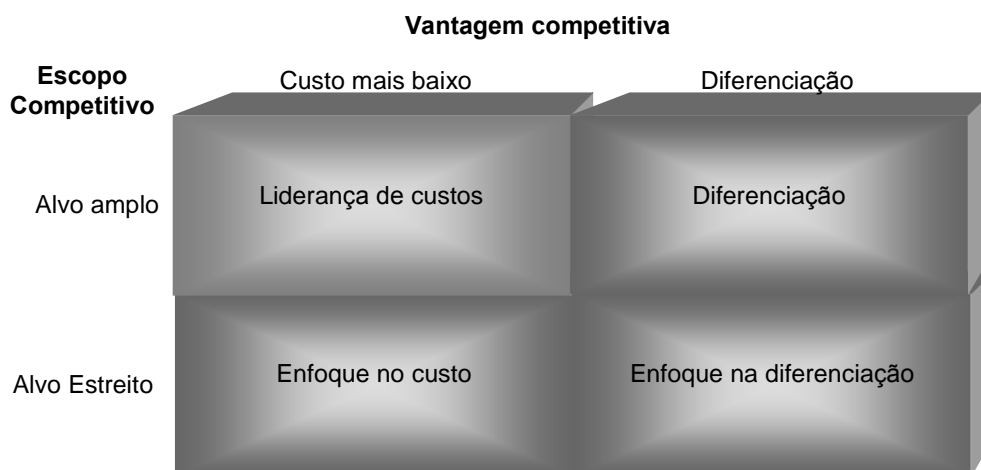 Vantagem competitiva
Escopo
Competitivo
Custo mais baixo
Diferenciação
Alvo amplo
Liderança de custos
Diferenciação
Alvo Estreito
Enfoque no custo
Enfoque na diferenciação